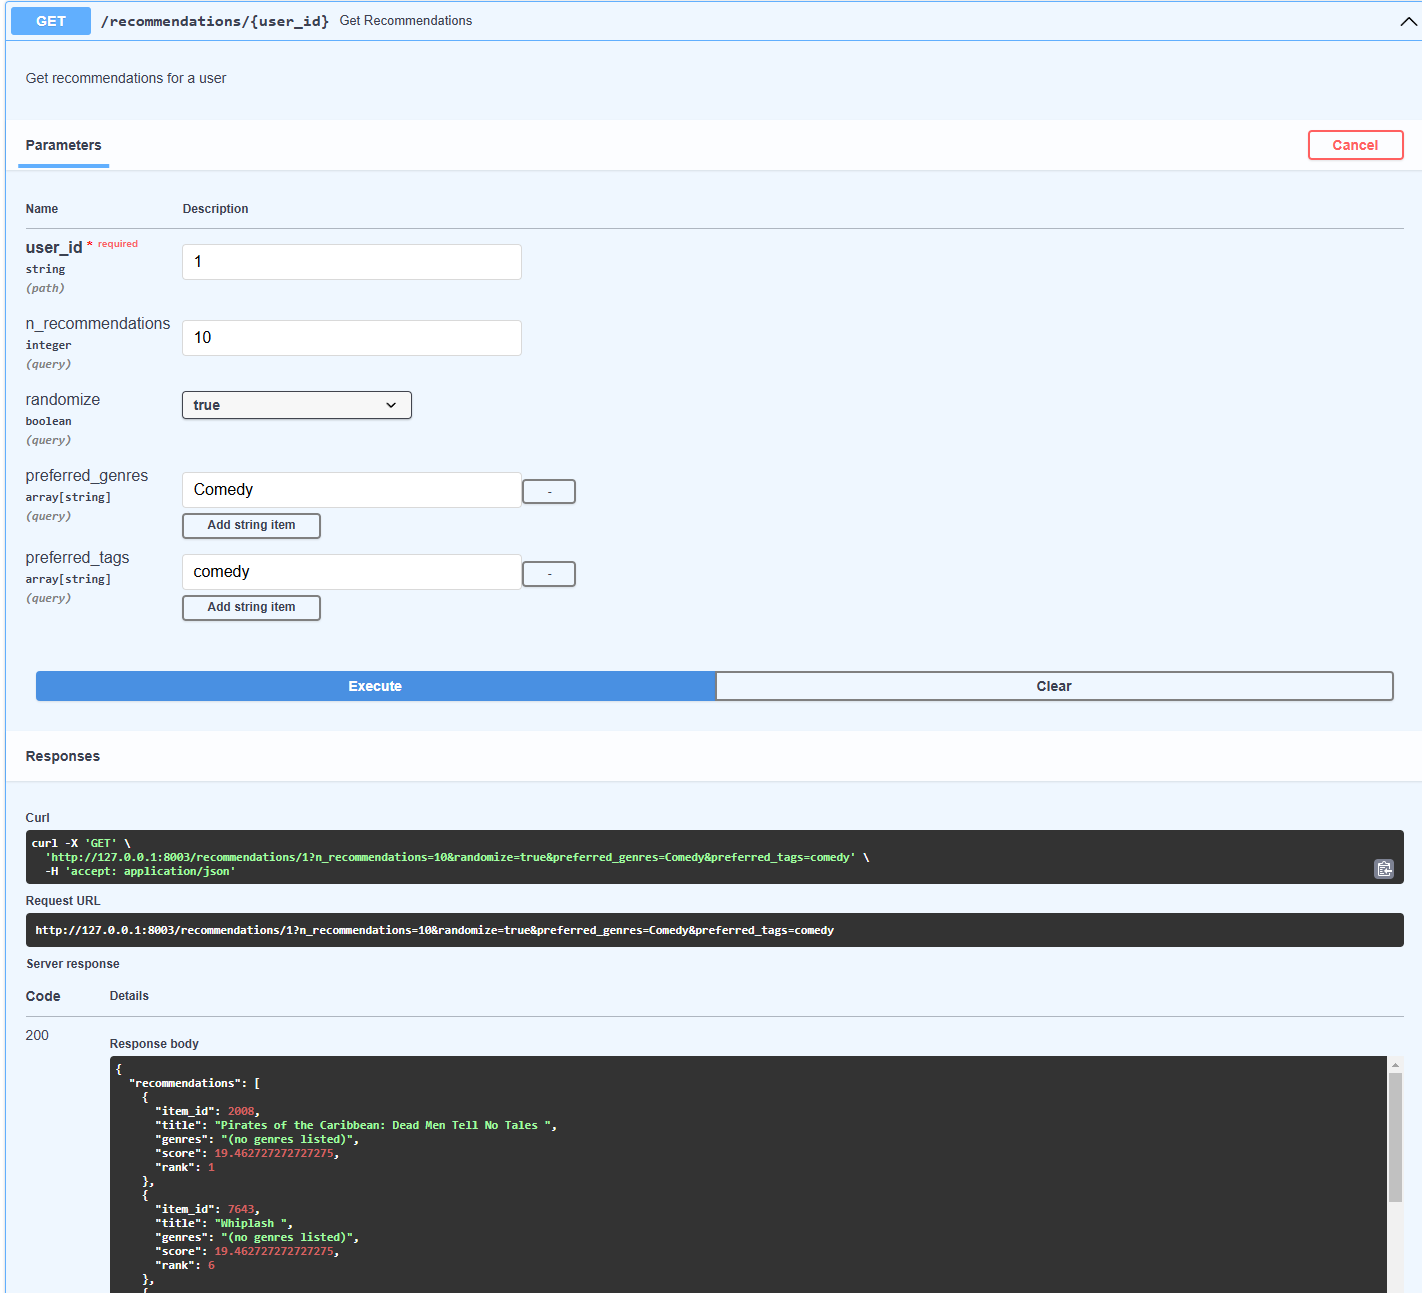 GET /recommendations/{user_id} Get Recommendations
Get recommendations for a user
Parameters
Cancel
Name Description
user_id * required
string
(path)
1
n_recommendations
integer
(query)
10
randomize
boolean
(query)
true
preferred_genres
array[string]
(query)
Comedy
-
Add string item
preferred_tags
array[string]
(query)
comedy
-
Add string item
Execute
Clear
Responses
Curl
curl -X 'GET' \
  'http://127.0.0.1:8003/recommendations/1?n_recommendations=10&randomize=true&preferred_genres=Comedy&preferred_tags=comedy' \
  -H 'accept: application/json'
Request URL
http://127.0.0.1:8003/recommendations/1?n_recommendations=10&randomize=true&preferred_genres=Comedy&preferred_tags=comedy
Server response
Code Details
200
Response body
{
  "recommendations": [
    {
      "item_id": 2008,
      "title": "Pirates of the Caribbean: Dead Men Tell No Tales ",
      "genres": "(no genres listed)",
      "score": 19.462727272727275,
      "rank": 1
    },
    {
      "item_id": 7643,
      "title": "Whiplash ",
      "genres": "(no genres listed)",
      "score": 19.462727272727275,
      "rank": 6
    },
    {